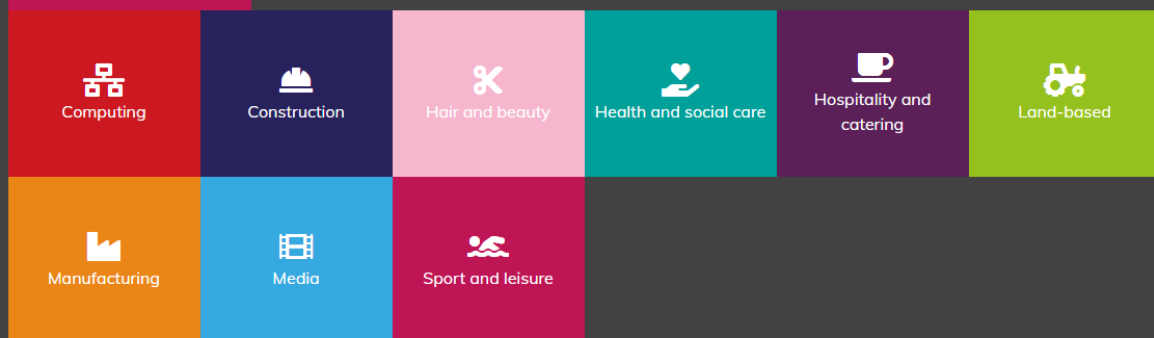 Computing
Construction
Hair and beauty
Health and social care
Hospitality and
catering
Land-based
Manufacturing
Media
Sport and leisure